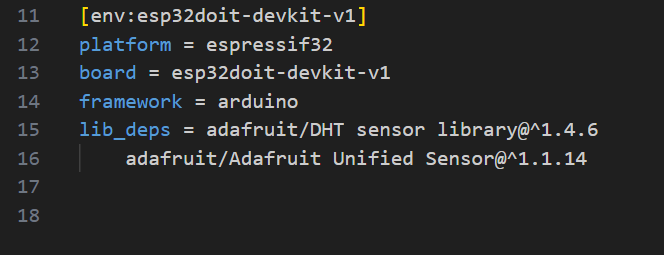 11 [env:esp32doit-devkit-v1]
12 platform = espressif32
13 board = esp32doit-devkit-v1
14 framework = arduino
15 lib_deps = adafruit/DHT sensor library@^1.4.6
16     adafruit/Adafruit Unified Sensor@^1.1.14
17
18